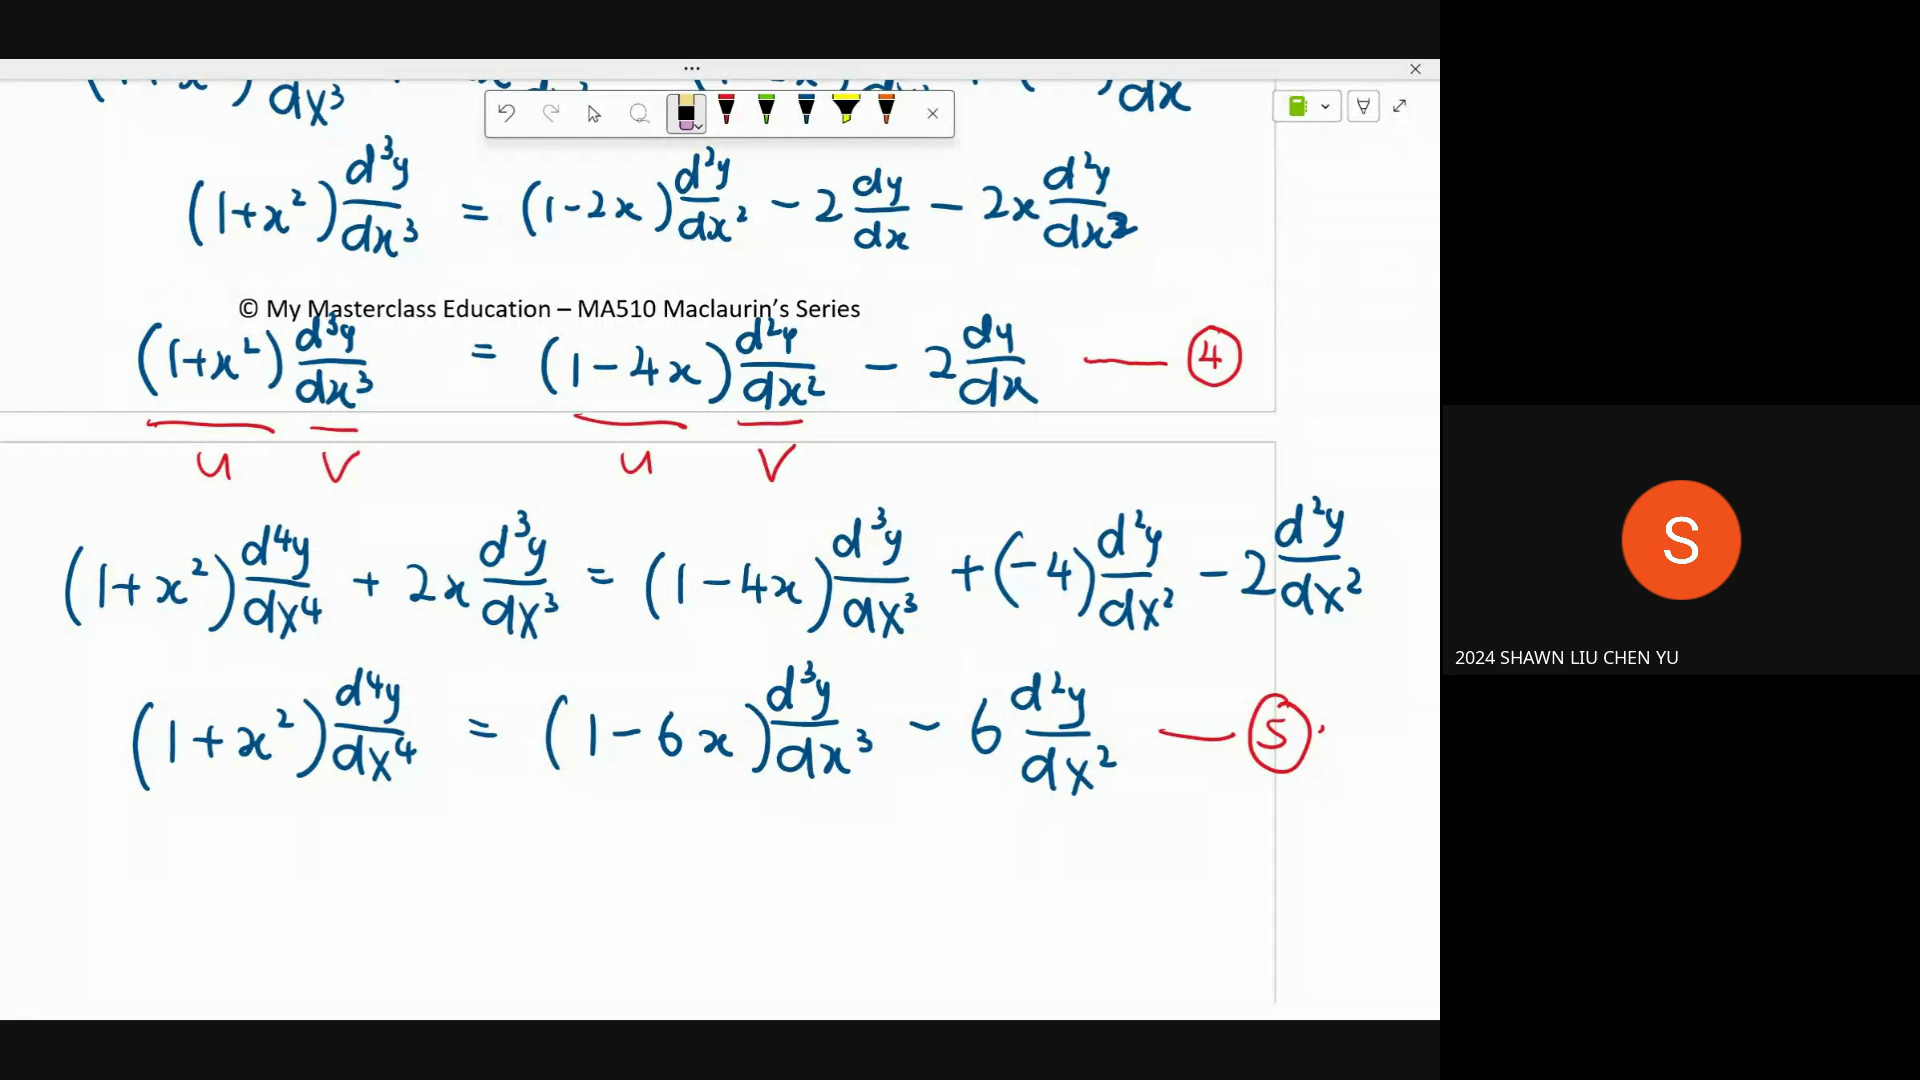 dx³ dx
(1+x²) d³y/dx³ = (1-2x) d²y/dx² - 2 dy/dx - 2x d²y/dx²
© My Masterclass Education – MA510 Maclaurin’s Series
(1+x²) d³y/dx³ = (1-4x) d²y/dx² - 2 dy/dx — ④
u v u v
(1+x²) d⁴y/dx⁴ + 2x d³y/dx³ = (1-4x) d³y/dx³ + (-4) d²y/dx² - 2 d²y/dx²
(1+x²) d⁴y/dx⁴ = (1-6x) d³y/dx³ - 6 d²y/dx² — ⑤.
S
2024 SHAWN LIU CHEN YU